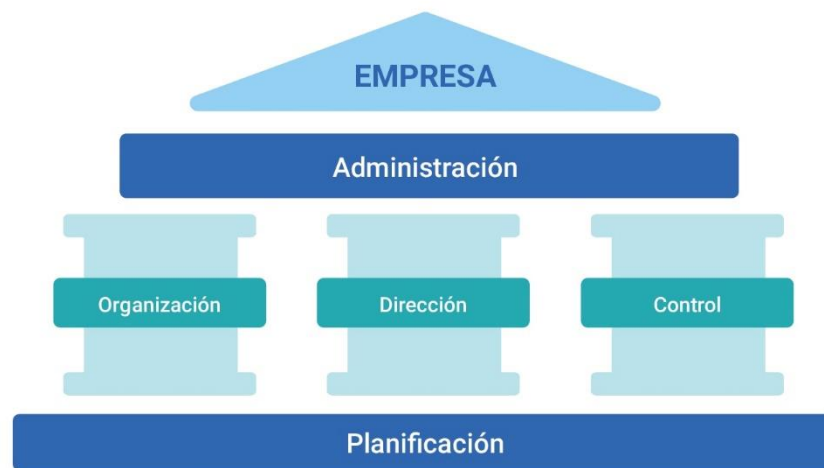 EMPRESA
Administración
Organización
Dirección
Control
Planificación